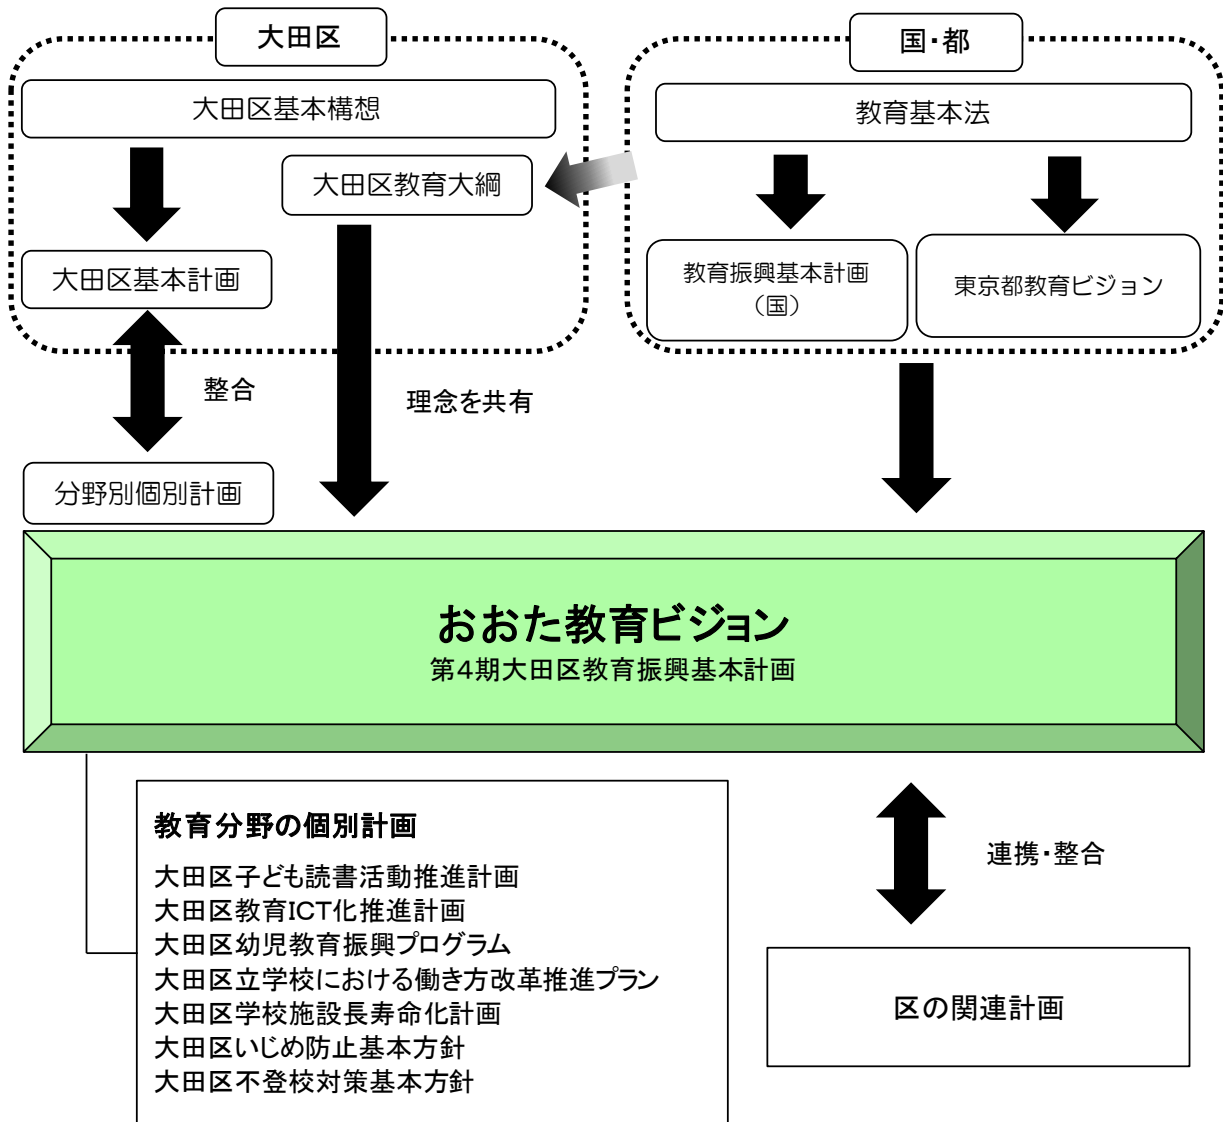 大田区
国・都
大田区基本構想
教育基本法
大田区教育大綱
大田区基本計画
教育振興基本計画
（国）
東京都教育ビジョン
整合
理念を共有
分野別個別計画
おおた教育ビジョン
第4期大田区教育振興基本計画
教育分野の個別計画
大田区子ども読書活動推進計画
大田区教育ICT化推進計画
大田区幼児教育振興プログラム
大田区立学校における働き方改革推進プラン
大田区学校施設長寿命化計画
大田区いじめ防止基本方針
大田区不登校対策基本方針
連携・整合
区の関連計画